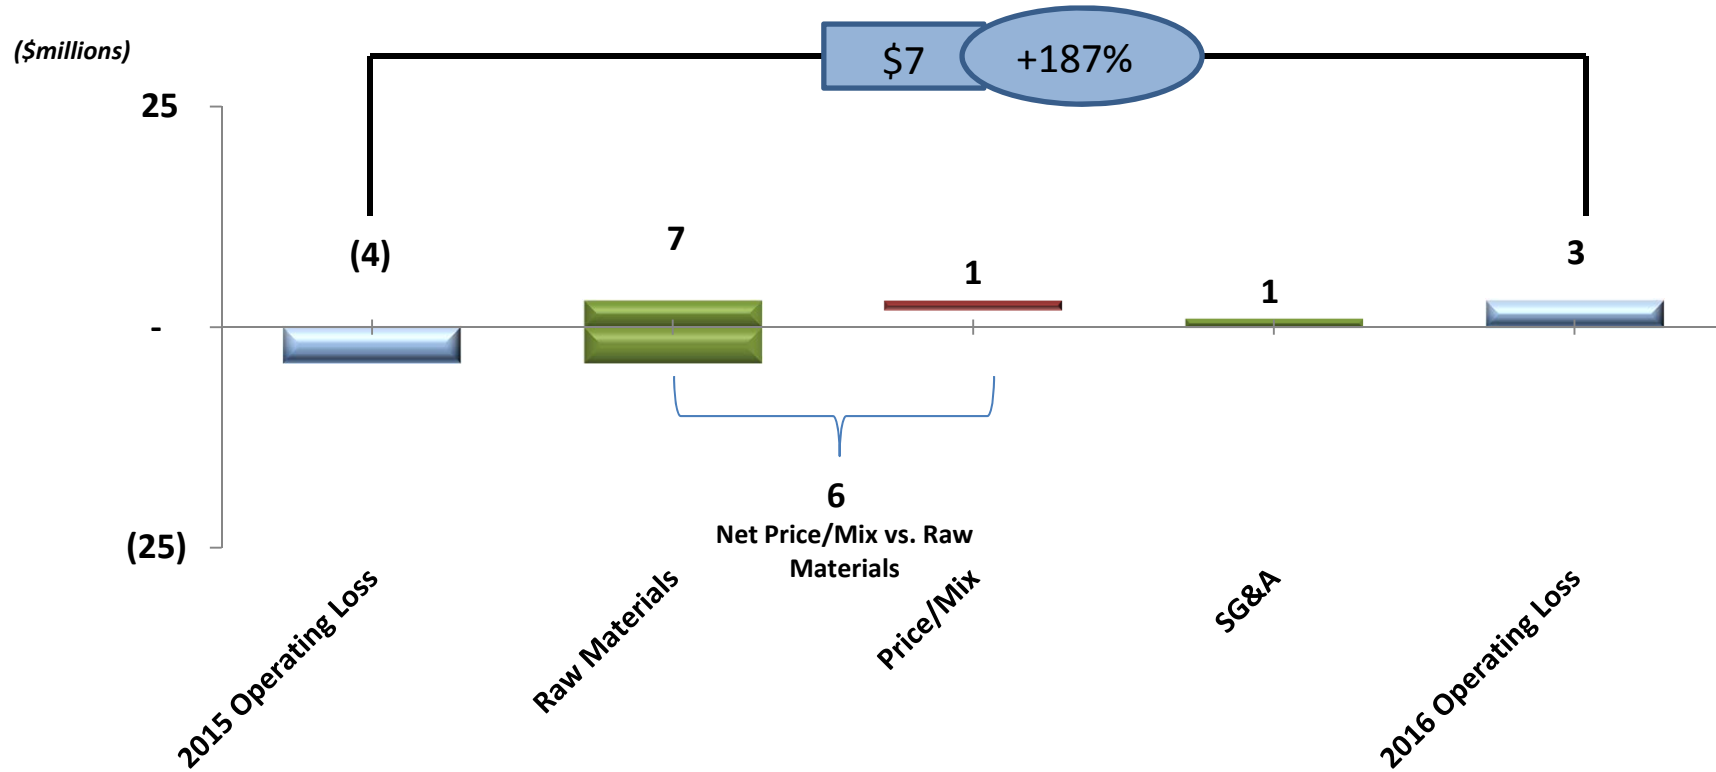 ($millions)
$7
+187%
25
(4)
7
1
1
3
-
6
Net Price/Mix vs. Raw
Materials
(25)
2015 Operating Loss
Raw Materials
Price/Mix
SG&A
2016 Operating Loss